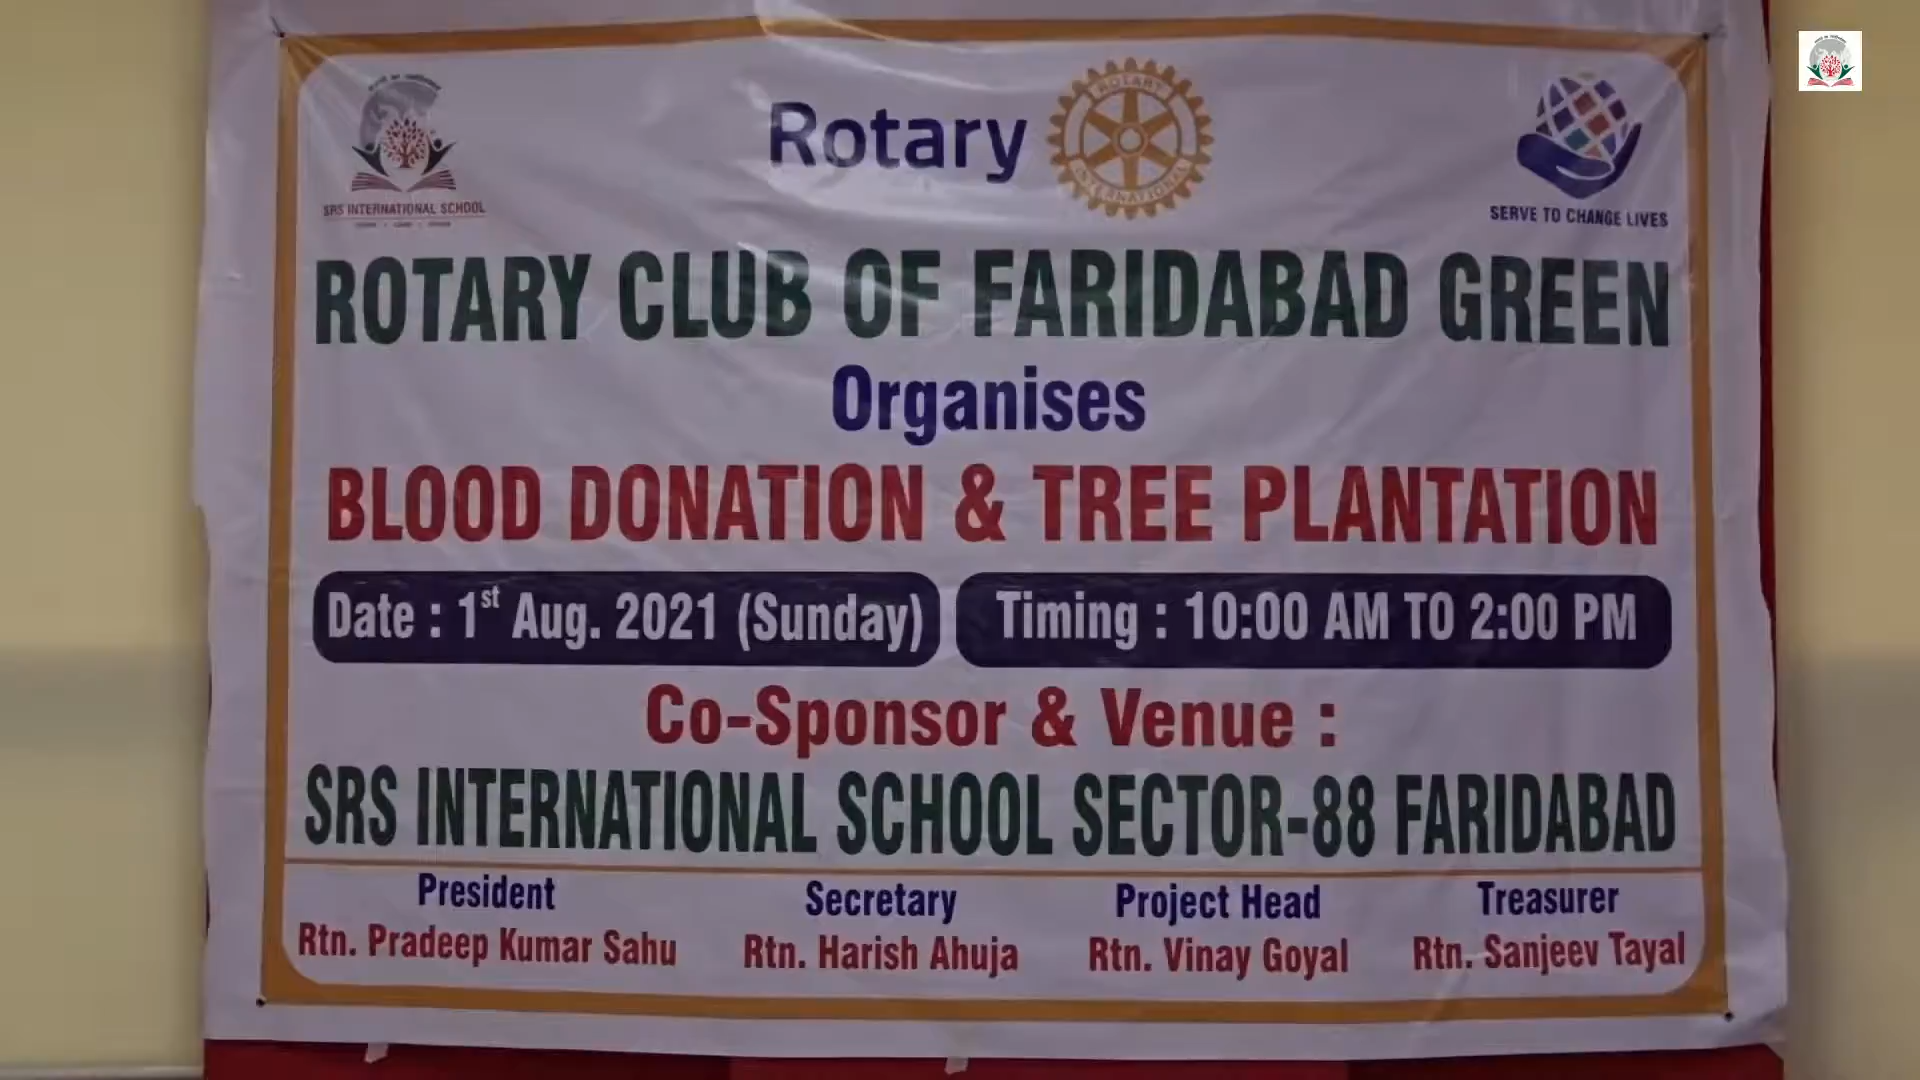 SRS INTERNATIONAL SCHOOL
Rotary
ROTARY
INTERNATIONAL
SERVE TO CHANGE LIVES
ROTARY CLUB OF FARIDABAD GREEN
Organises
BLOOD DONATION & TREE PLANTATION
Date : 1st Aug. 2021 (Sunday)
Timing : 10:00 AM TO 2:00 PM
Co-Sponsor & Venue :
SRS INTERNATIONAL SCHOOL SECTOR-88 FARIDABAD
President
Rtn. Pradeep Kumar Sahu
Secretary
Rtn. Harish Ahuja
Project Head
Rtn. Vinay Goyal
Treasurer
Rtn. Sanjeev Tayal